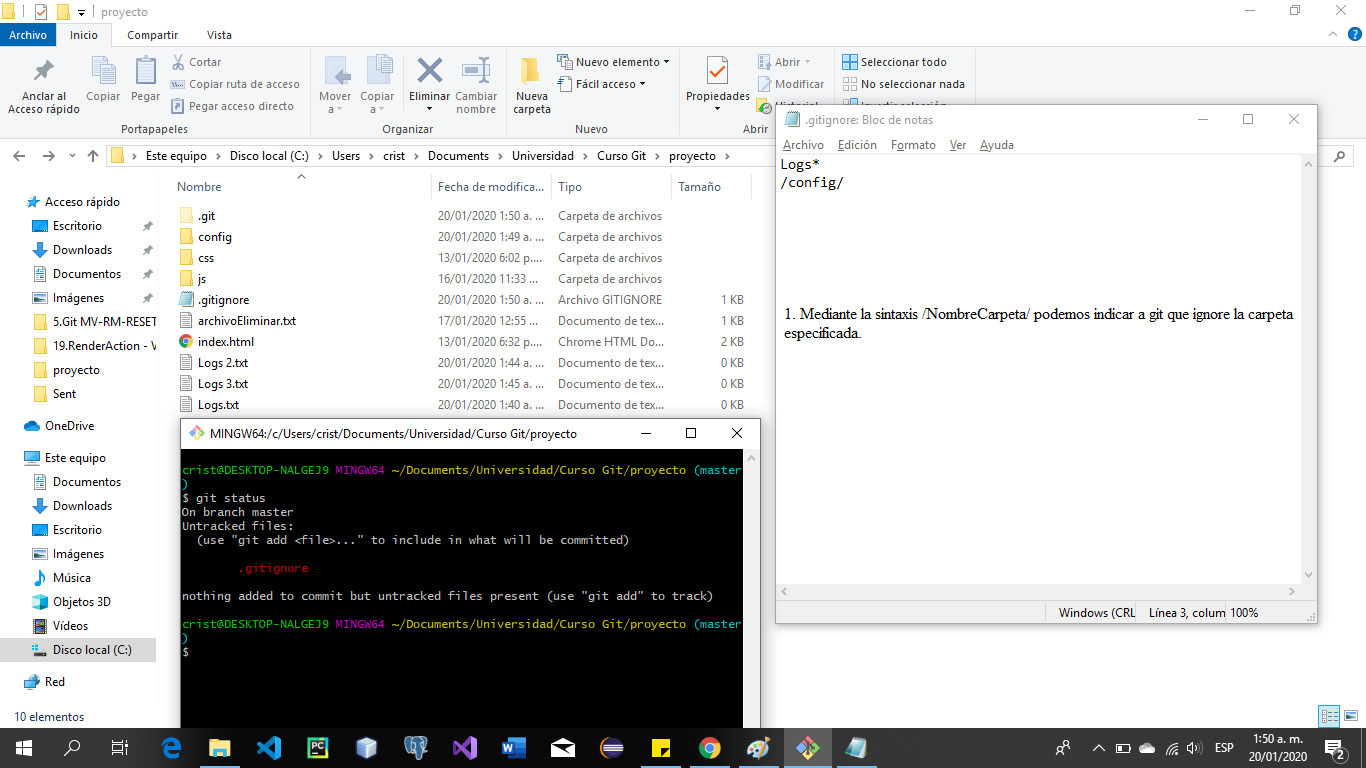 proyecto
Archivo Inicio Compartir Vista
Anclar al Acceso rápido
Copiar
Pegar
Cortar
Copiar ruta de acceso
Pegar acceso directo
Portapapeles
Mover a
Copiar a
Eliminar
Cambiar nombre
Organizar
Nueva carpeta
Nuevo elemento
Fácil acceso
Nuevo
Propiedades
Abrir
Modificar
Historial
Abrir
Seleccionar todo
No seleccionar nada
Invertir selección
Este equipo Disco local (C:) Users crist Documents Universidad Curso Git proyecto
Nombre Fecha de modifica... Tipo Tamaño
.git 20/01/2020 1:50 a. ... Carpeta de archivos
config 20/01/2020 1:49 a. ... Carpeta de archivos
css 13/01/2020 6:02 p.... Carpeta de archivos
js 16/01/2020 11:33 ... Carpeta de archivos
.gitignore 20/01/2020 1:50 a. ... Archivo GITIGNORE 1 KB
archivoEliminar.txt 17/01/2020 12:55 ... Documento de tex... 1 KB
index.html 13/01/2020 6:32 p.... Chrome HTML Do... 2 KB
Logs 2.txt 20/01/2020 1:44 a. ... Documento de tex... 0 KB
Logs 3.txt 20/01/2020 1:45 a. ... Documento de tex... 0 KB
Logs.txt 20/01/2020 1:40 a. ... Documento de tex... 0 KB
Acceso rápido
Escritorio
Downloads
Documentos
Imágenes
5.Git MV-RM-RESET
19.RenderAction - V
proyecto
Sent
OneDrive
Este equipo
Documentos
Downloads
Escritorio
Imágenes
Música
Objetos 3D
Vídeos
Disco local (C:)
Red
10 elementos
.gitignore: Bloc de notas
Archivo Edición Formato Ver Ayuda
Logs*
/config/
1. Mediante la sintaxis /NombreCarpeta/ podemos indicar a git que ignore la carpeta
especificada.
Windows (CRL Línea 3, colum 100%
MINGW64:/c/Users/crist/Documents/Universidad/Curso Git/proyecto
crist@DESKTOP-NALGEJ9 MINGW64 ~/Documents/Universidad/Curso Git/proyecto (master
)
$ git status
On branch master
Untracked files:
(use "git add <file>..." to include in what will be committed)
.gitignore
nothing added to commit but untracked files present (use "git add" to track)
crist@DESKTOP-NALGEJ9 MINGW64 ~/Documents/Universidad/Curso Git/proyecto (master
)
$
PC
ESP
1:50 a. m.
20/01/2020
2